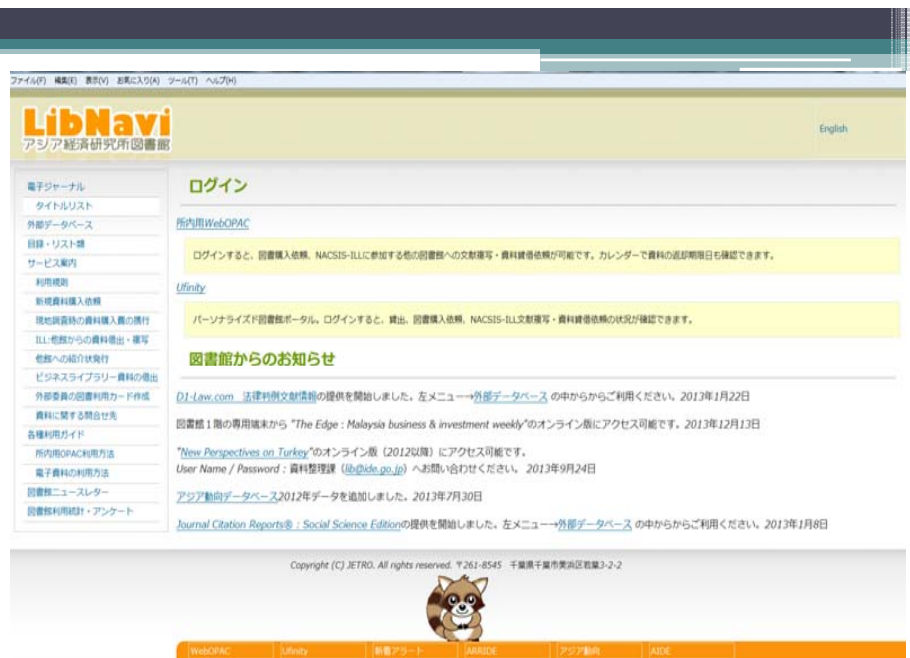 ファイル(F) 編集(E) 表示(V) お気に入り(A) ツール(T) ヘルプ(H)
LibNavi
アジア経済研究所図書館
English
電子ジャーナル
タイトルリスト
外部データベース
目録・リスト類
サービス案内
利用規則
新規資料購入依頼
現地調査時の資料購入費の携行
ILL:他館からの資料借出・複写
他館への紹介状発行
ビジネスライブラリー資料の借出
外部委員の図書利用カード作成
資料に関する問合せ先
各種利用ガイド
所内用OPAC利用方法
電子資料の利用方法
図書館ニュースレター
図書館利用統計・アンケート
ログイン
所内用WebOPAC
ログインすると、図書購入依頼、NACSIS-ILLに参加する他の図書館への文献複写・資料貸借依頼が可能です。カレンダーで資料の返却期限日も確認できます。
Ufinity
パーソナライズド図書館ポータル。ログインすると、貸出、図書購入依頼、NACSIS-ILL文献複写・資料貸借依頼の状況が確認できます。
図書館からのお知らせ
D1-Law.com 法律判例文献情報の提供を開始しました。左メニュー→外部データベース の中からからご利用ください。2013年1月22日
図書館１階の専用端末から "The Edge : Malaysia business & investment weekly"のオンライン版にアクセス可能です。2013年12月13日
"New Perspectives on Turkey"のオンライン版（2012以降）にアクセス可能です。
User Name / Password : 資料整理課（lib@ide.go.jp）へお問い合わせください。 2013年9月24日
アジア動向データベース2012年データを追加しました。2013年7月30日
Journal Citation Reports® : Social Science Editionの提供を開始しました。左メニュー→外部データベース の中からからご利用ください。2013年1月8日
Copyright (C) JETRO. All rights reserved. 〒261-8545 千葉県千葉市美浜区若葉3-2-2
WebOPAC Ufinity 新着アラート ARRIDE アジア動向 AIDE